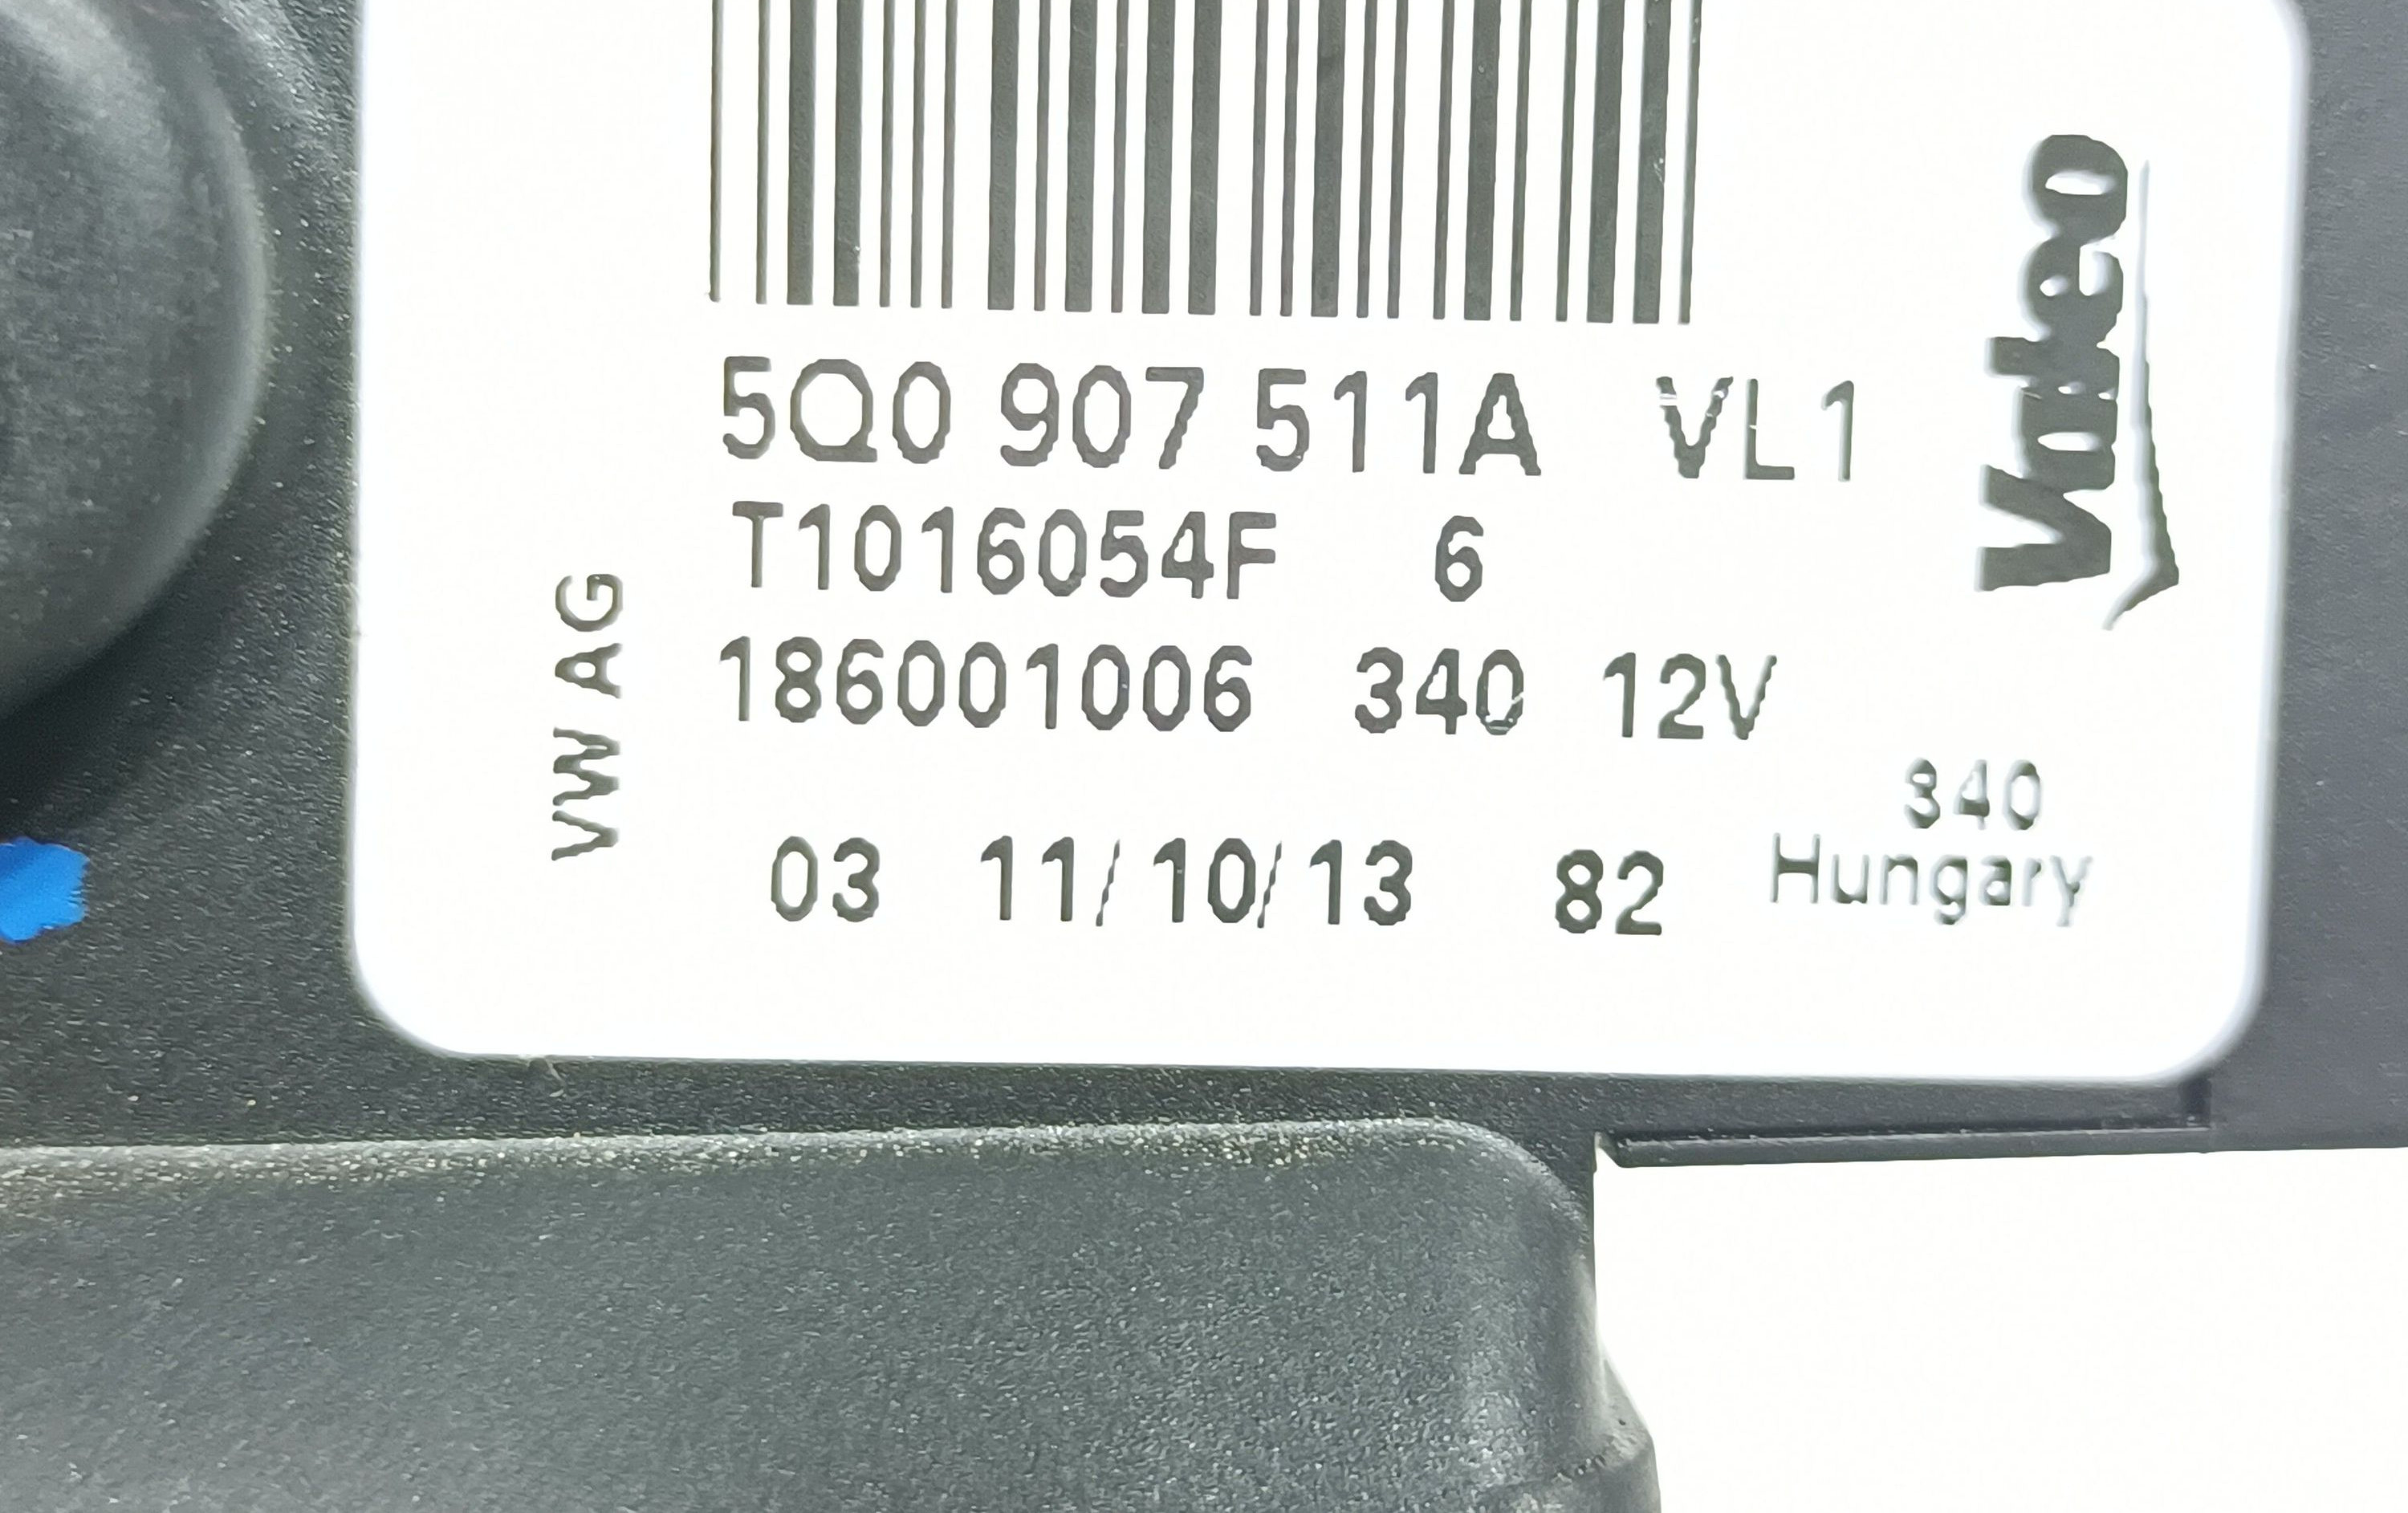 5Q0 907 511A VL1
T1016054F 6
186001006 340 12V
340
03 11/10/13 82 Hungary
VW AG
Valeo